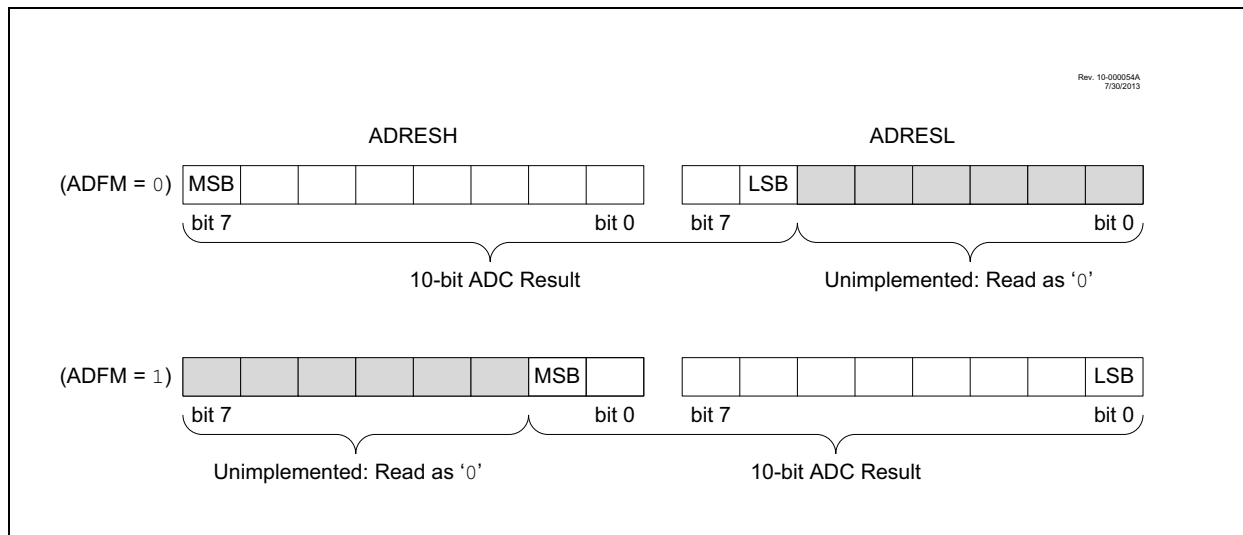 Rev. 10-000054A
7/30/2013
ADRESH ADRESL
(ADFM = 0) MSB LSB
bit 7 bit 0 bit 7 bit 0
10-bit ADC Result Unimplemented: Read as ‘0’
(ADFM = 1) MSB LSB
bit 7 bit 0 bit 7 bit 0
Unimplemented: Read as ‘0’ 10-bit ADC Result